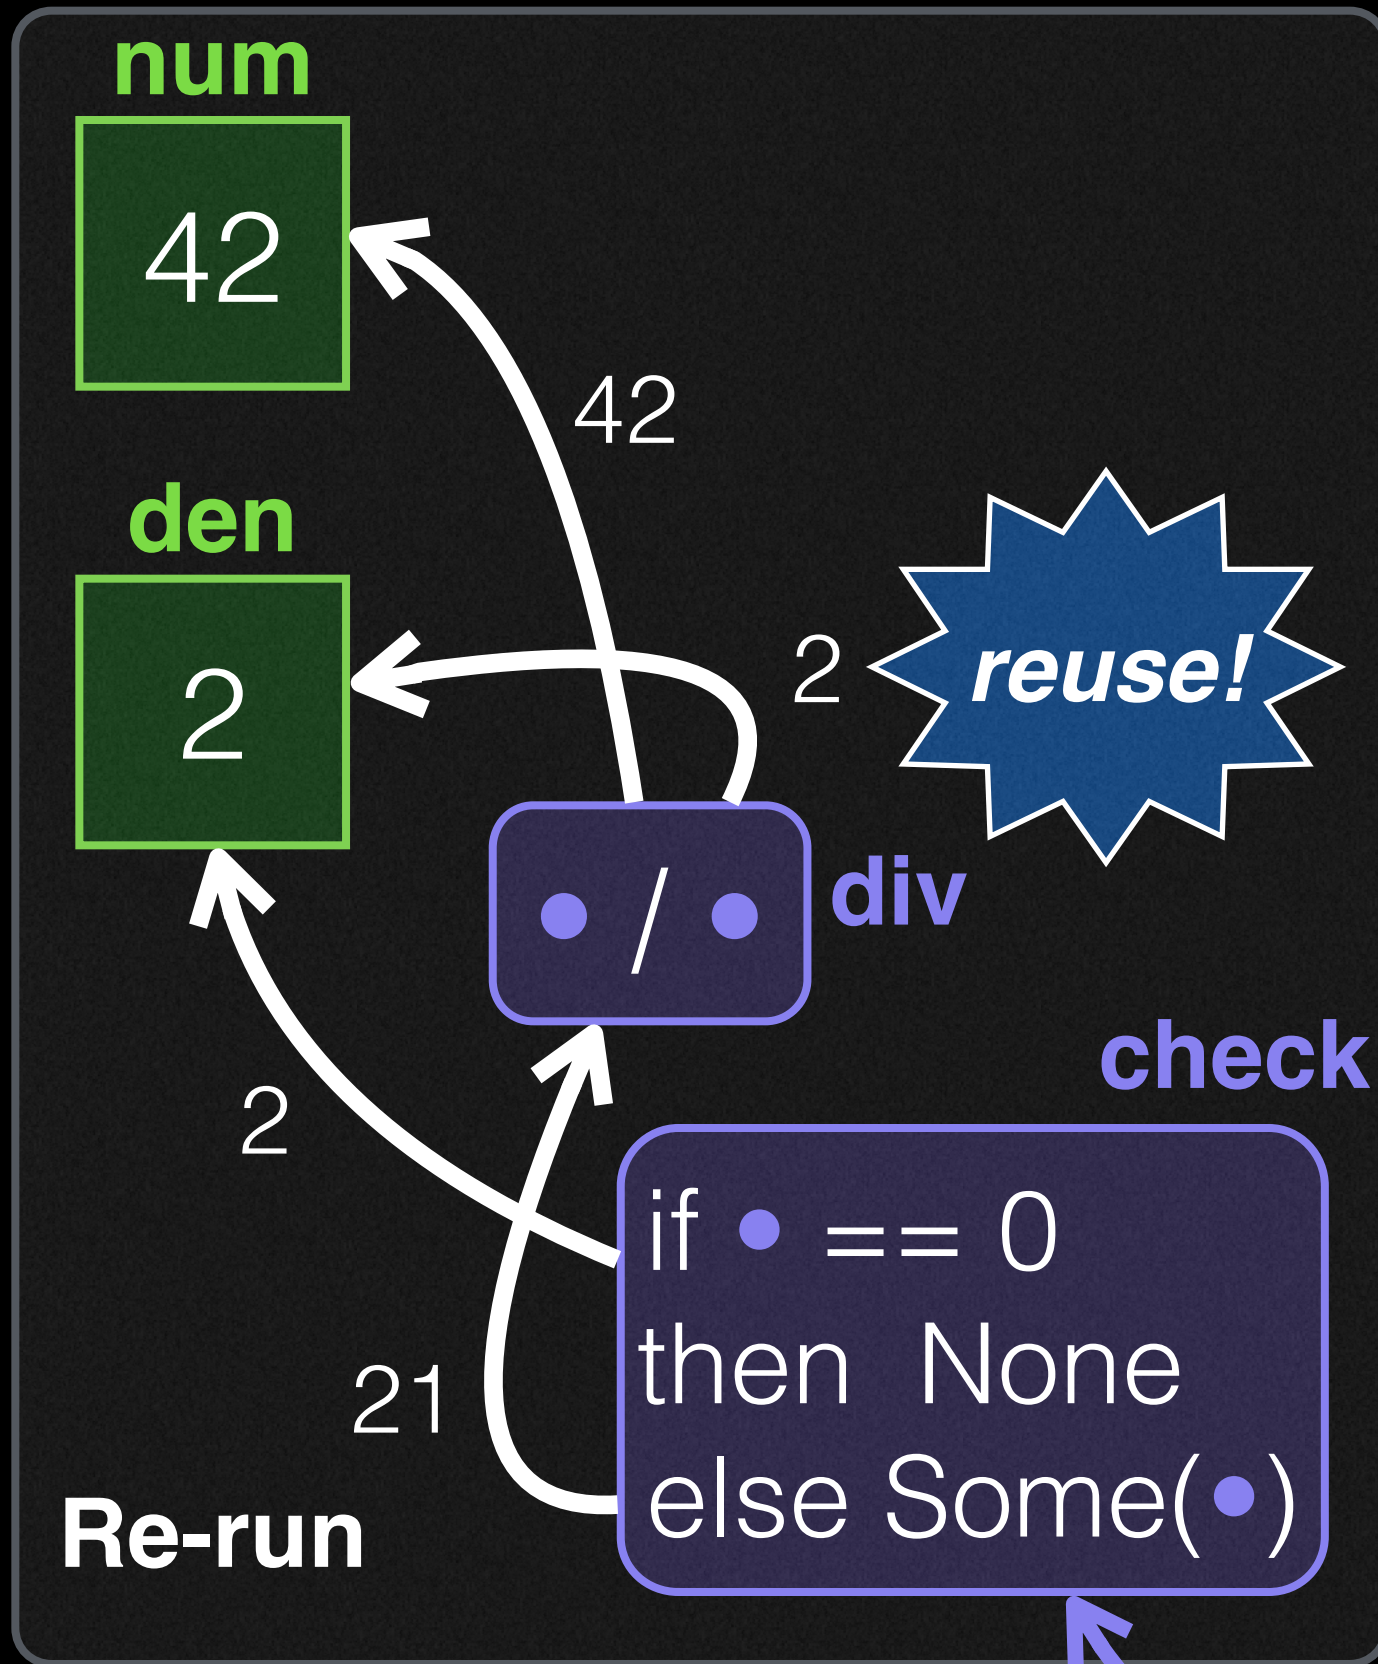 num
42
42
den
2
2
reuse!
• / •
div
check
2
if • == 0
then None
21
else Some(•)
Re-run